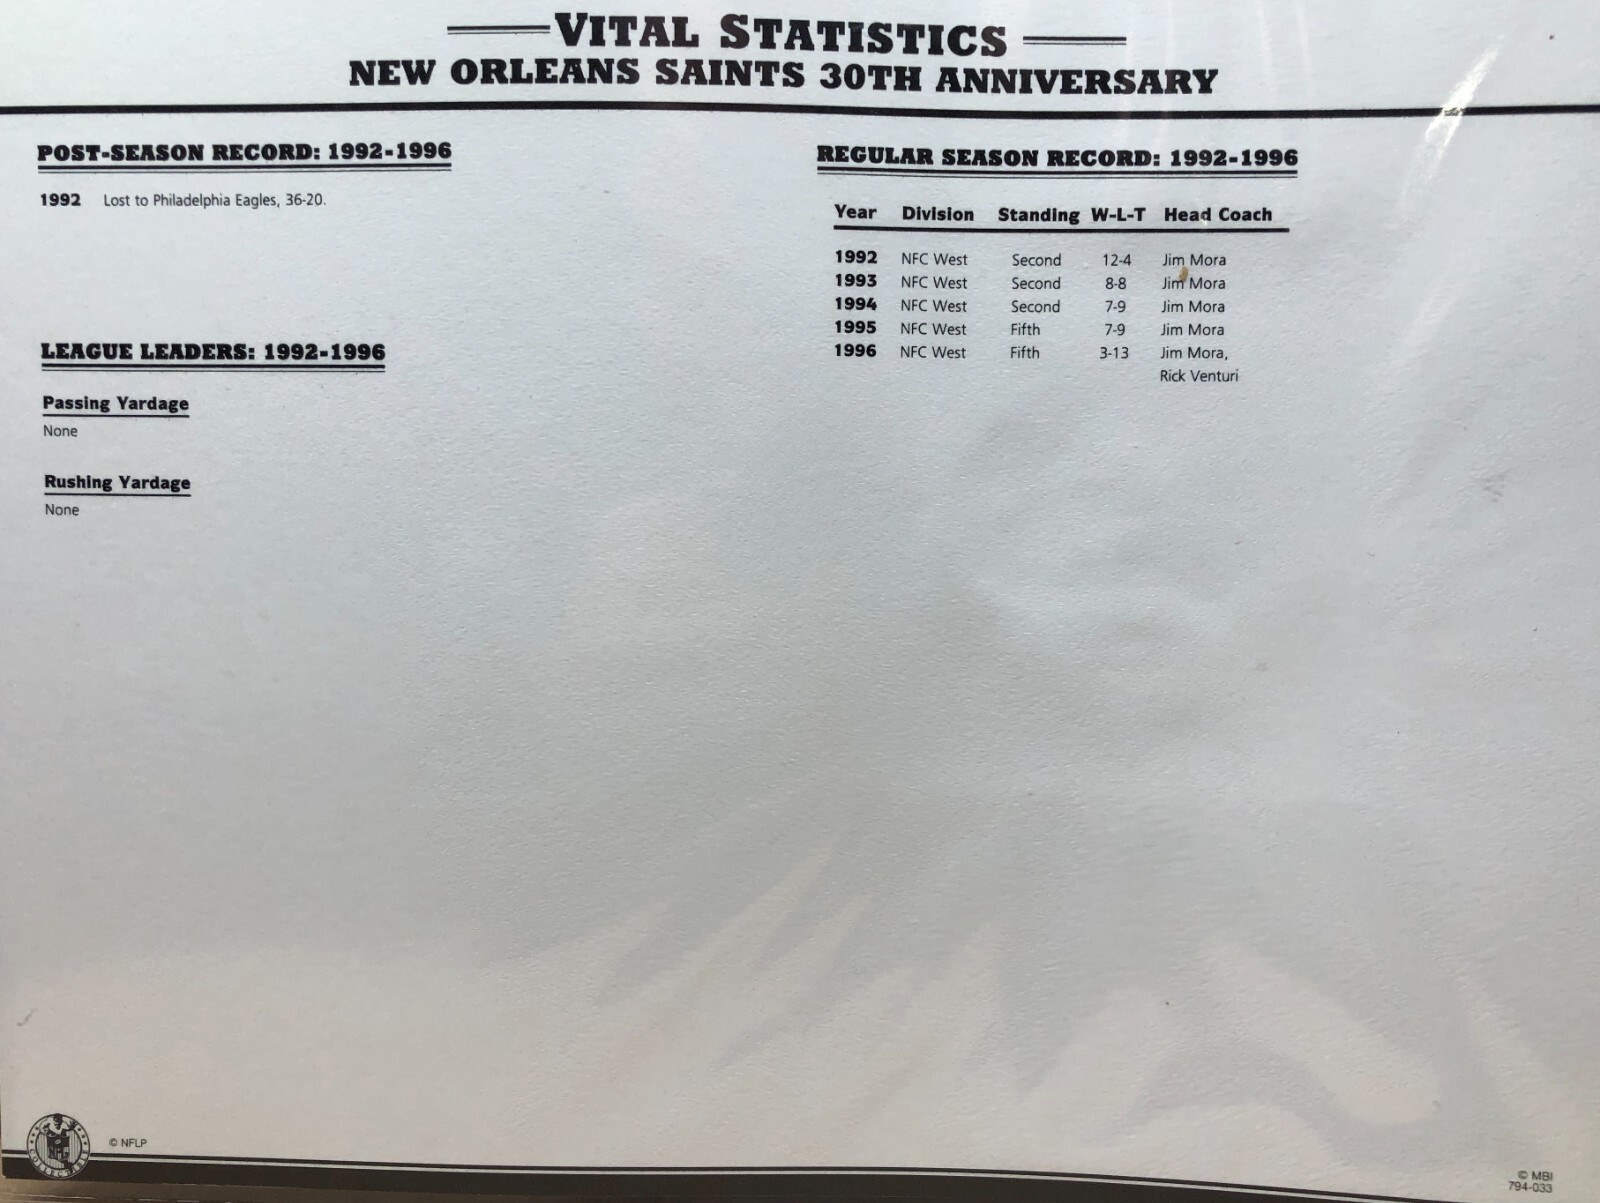 VITAL STATISTICS
NEW ORLEANS SAINTS 30TH ANNIVERSARY
POST-SEASON RECORD: 1992-1996
1992 Lost to Philadelphia Eagles, 36-20.
LEAGUE LEADERS: 1992-1996
Passing Yardage
None
Rushing Yardage
None
REGULAR SEASON RECORD: 1992-1996
Year Division Standing W-L-T Head Coach
1992 NFC West Second 12-4 Jim Mora
1993 NFC West Second 8-8 Jim Mora
1994 NFC West Second 7-9 Jim Mora
1995 NFC West Fifth 7-9 Jim Mora
1996 NFC West Fifth 3-13 Jim Mora,
Rick Venturi
© NFLP
© MBI
794-033